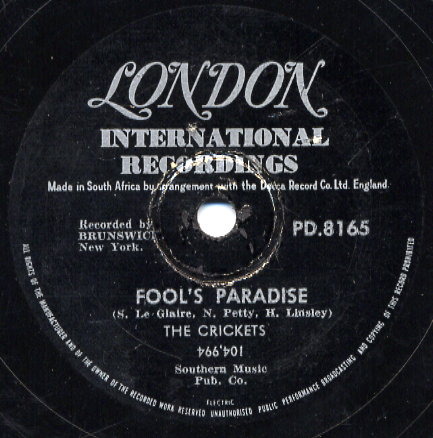 LONDON
INTERNATIONAL
RECORDINGS
Made in South Africa by arrangement with the Decca Record Co. Ltd. England.
Recorded by
BRUNSWICK
New York.
PD.8165
FOOL'S PARADISE
(S. Le-Glaire, N. Petty, H. Linsley)
THE CRICKETS
104,994
Southern Music
Pub. Co.
ELECTRIC
ALL RIGHTS OF THE MANUFACTURER AND OF THE OWNER OF THE RECORDED WORK RESERVED UNAUTHORISED PUBLIC PERFORMANCE BROADCASTING AND COPYING OF THIS RECORD PROHIBITED